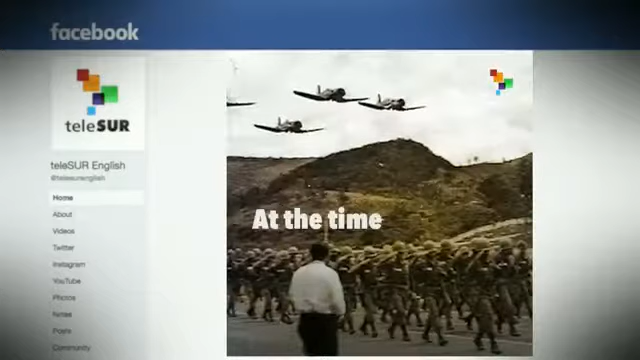 facebook
teleSUR
teleSUR English
@telesurenglish
Home
About
Videos
Twitter
Instagram
YouTube
Photos
Notes
Posts
Community
At the time